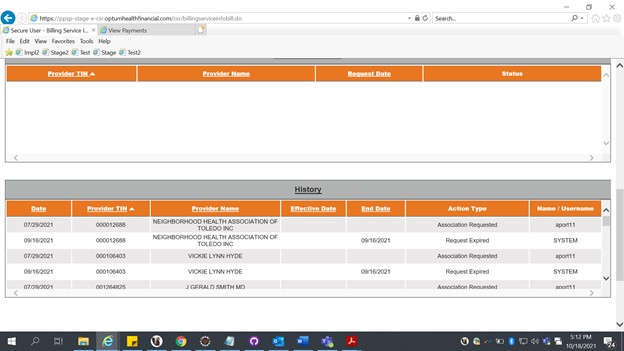 https://ppsp-stage-e-csr.optumhealthfinancial.com/csr/billingserviceinfobill.do
Search...
Secure User - Billing Service I...
View Payments
File Edit View Favorites Tools Help
Impl2 Stage2 Test Stage Test2
Provider TIN Provider Name Request Date Status
History
Date Provider TIN Provider Name Effective Date End Date Action Type Name / Username
07/29/2021 000012688 NEIGHBORHOOD HEALTH ASSOCIATION OF TOLEDO INC Association Requested aport11
09/16/2021 000012688 NEIGHBORHOOD HEALTH ASSOCIATION OF TOLEDO INC 09/16/2021 Request Expired SYSTEM
07/29/2021 000106403 VICKIE LYNN HYDE Association Requested aport11
09/16/2021 000106403 VICKIE LYNN HYDE 09/16/2021 Request Expired SYSTEM
07/29/2021 001264825 J GERALD SMITH MD Association Requested aport11
5:12 PM
10/18/2021
24